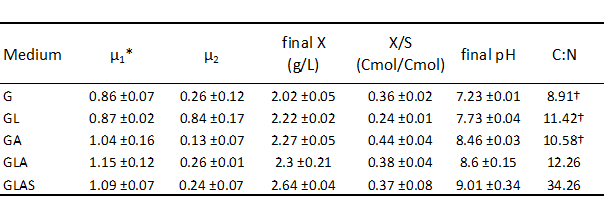 Medium μ₁* μ₂ final X (g/L) X/S (Cmol/Cmol) final pH C:N
G 0.86 ±0.07 0.26 ±0.12 2.02 ±0.05 0.36 ±0.02 7.23 ±0.01 8.91†
GL 0.87 ±0.02 0.84 ±0.17 2.22 ±0.02 0.24 ±0.01 7.73 ±0.04 11.42†
GA 1.04 ±0.16 0.13 ±0.07 2.27 ±0.05 0.44 ±0.04 8.46 ±0.03 10.58†
GLA 1.15 ±0.12 0.26 ±0.01 2.3 ±0.21 0.38 ±0.04 8.6 ±0.15 12.26
GLAS 1.09 ±0.07 0.24 ±0.07 2.64 ±0.04 0.37 ±0.08 9.01 ±0.34 34.26